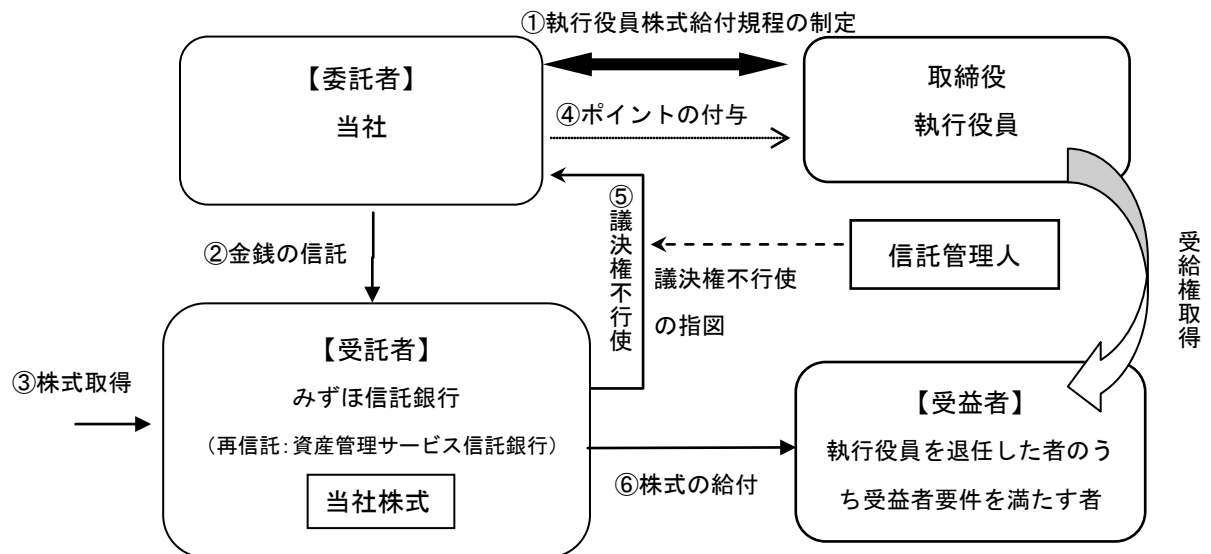 ①執行役員株式給付規程の制定
【委託者】
当社
取締役
執行役員
④ポイントの付与
⑤議決権不行使
②金銭の信託
信託管理人
議決権不行使
の指図
受給権取得
【受託者】
みずほ信託銀行
（再信託：資産管理サービス信託銀行）
当社株式
③株式取得
⑥株式の給付
【受益者】
執行役員を退任した者のう
ち受益者要件を満たす者